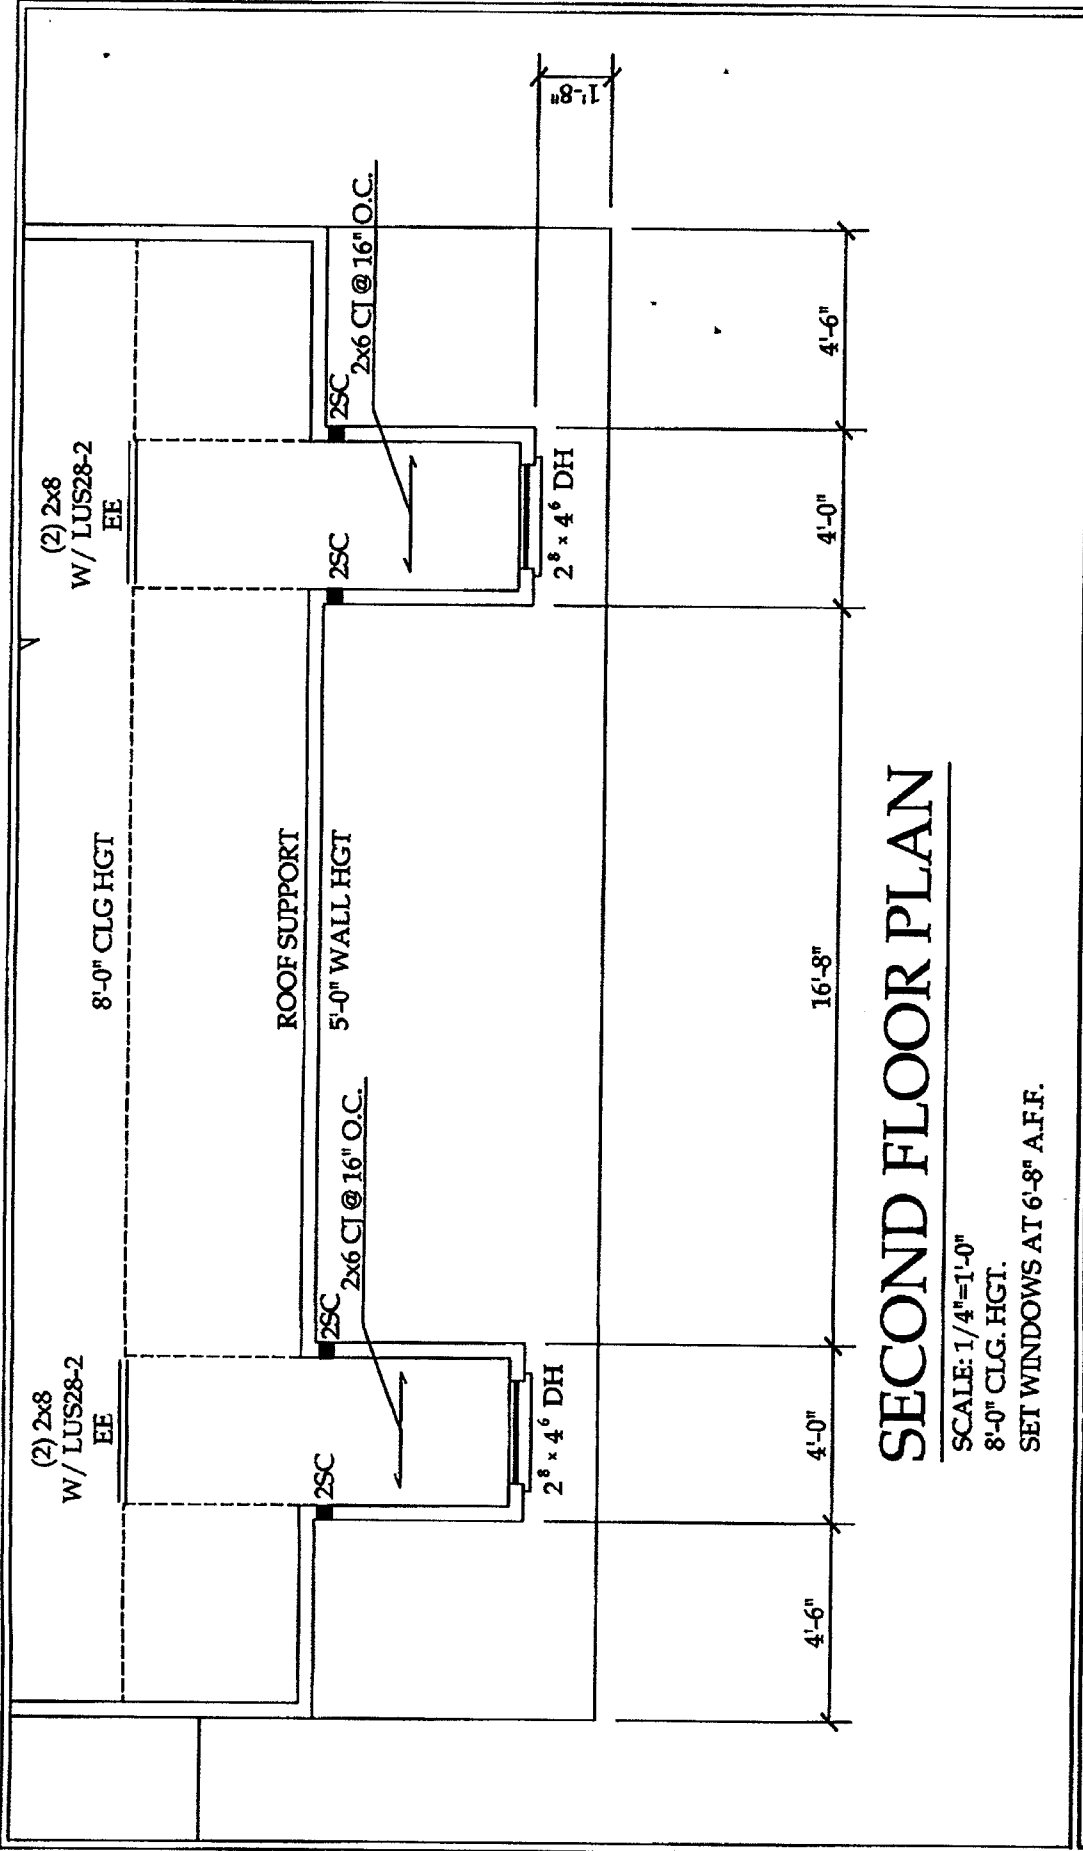 (2) 2x8
W/ LUS28-2
EE
8'-0" CLG HGT
(2) 2x8
W/ LUS28-2
EE
ROOF SUPPORT
5'-0" WALL HGT
2SC
2SC
2x6 CJ @ 16" O.C.
2SC
2SC
2x6 CJ @ 16" O.C.
2⁸ x 4⁶ DH
2⁸ x 4⁶ DH
1'-8"
4'-6"
4'-0"
16'-8"
4'-0"
4'-6"
SECOND FLOOR PLAN
SCALE: 1/4"=1'-0"
8'-0" CLG. HGT.
SET WINDOWS AT 6'-8" A.F.F.